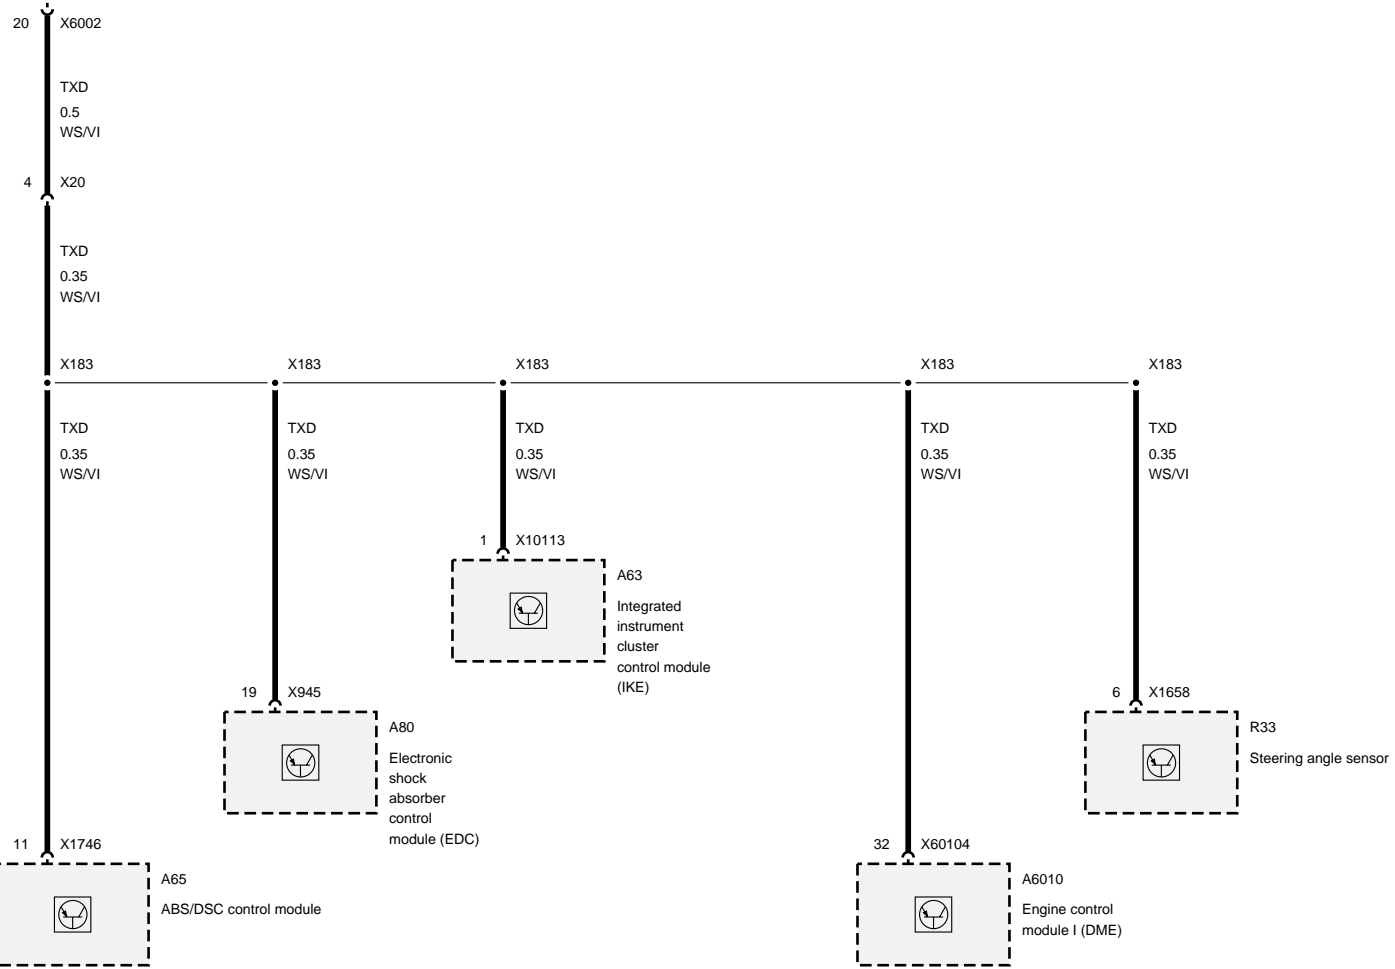 20 X6002
TXD
0.5
WS/VI
4 X20
TXD
0.35
WS/VI
X183 X183 X183 X183 X183
TXD TXD TXD TXD TXD
0.35 0.35 0.35 0.35 0.35
WS/VI WS/VI WS/VI WS/VI WS/VI
1 X10113
A63
Integrated
instrument
cluster
control module
(IKE)
19 X945
A80
Electronic
shock
absorber
control
module (EDC)
6 X1658
R33
Steering angle sensor
11 X1746
A65
ABS/DSC control module
32 X60104
A6010
Engine control
module I (DME)